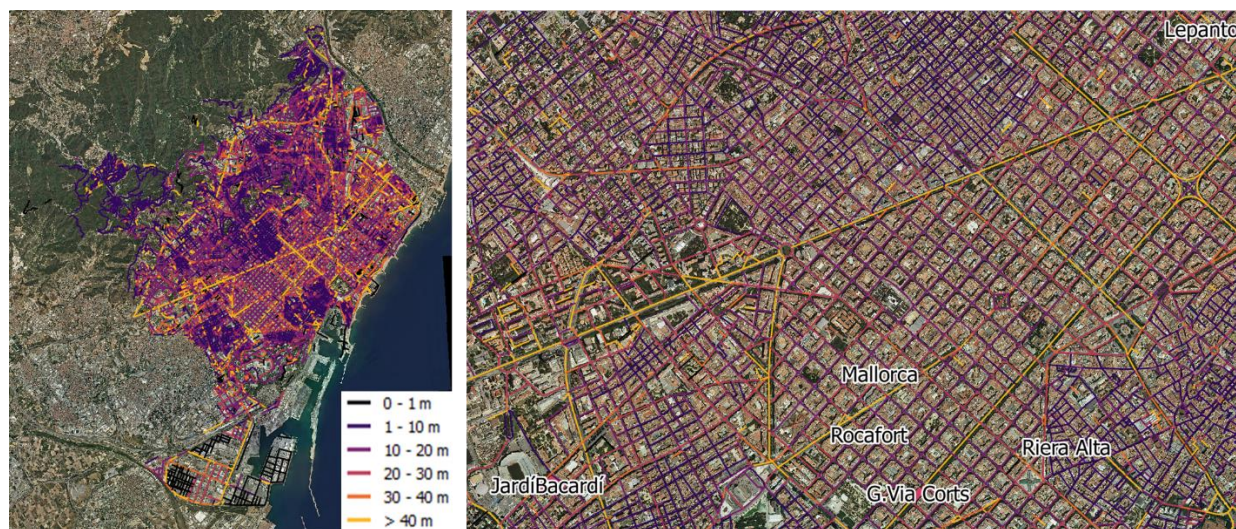 0 - 1 m
1 - 10 m
10 - 20 m
20 - 30 m
30 - 40 m
> 40 m
Lepanto
Mallorca
Rocafort
Riera Alta
JardíBacardí
G.Via Corts